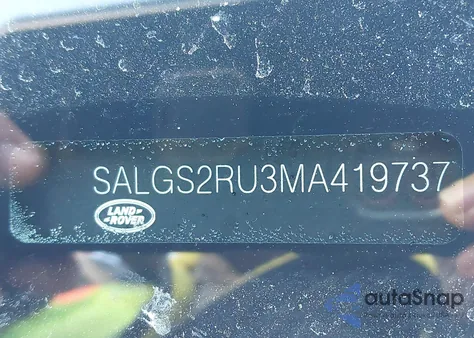 SALGS2RU3MA419737
LAND
ROVER
autoSnap